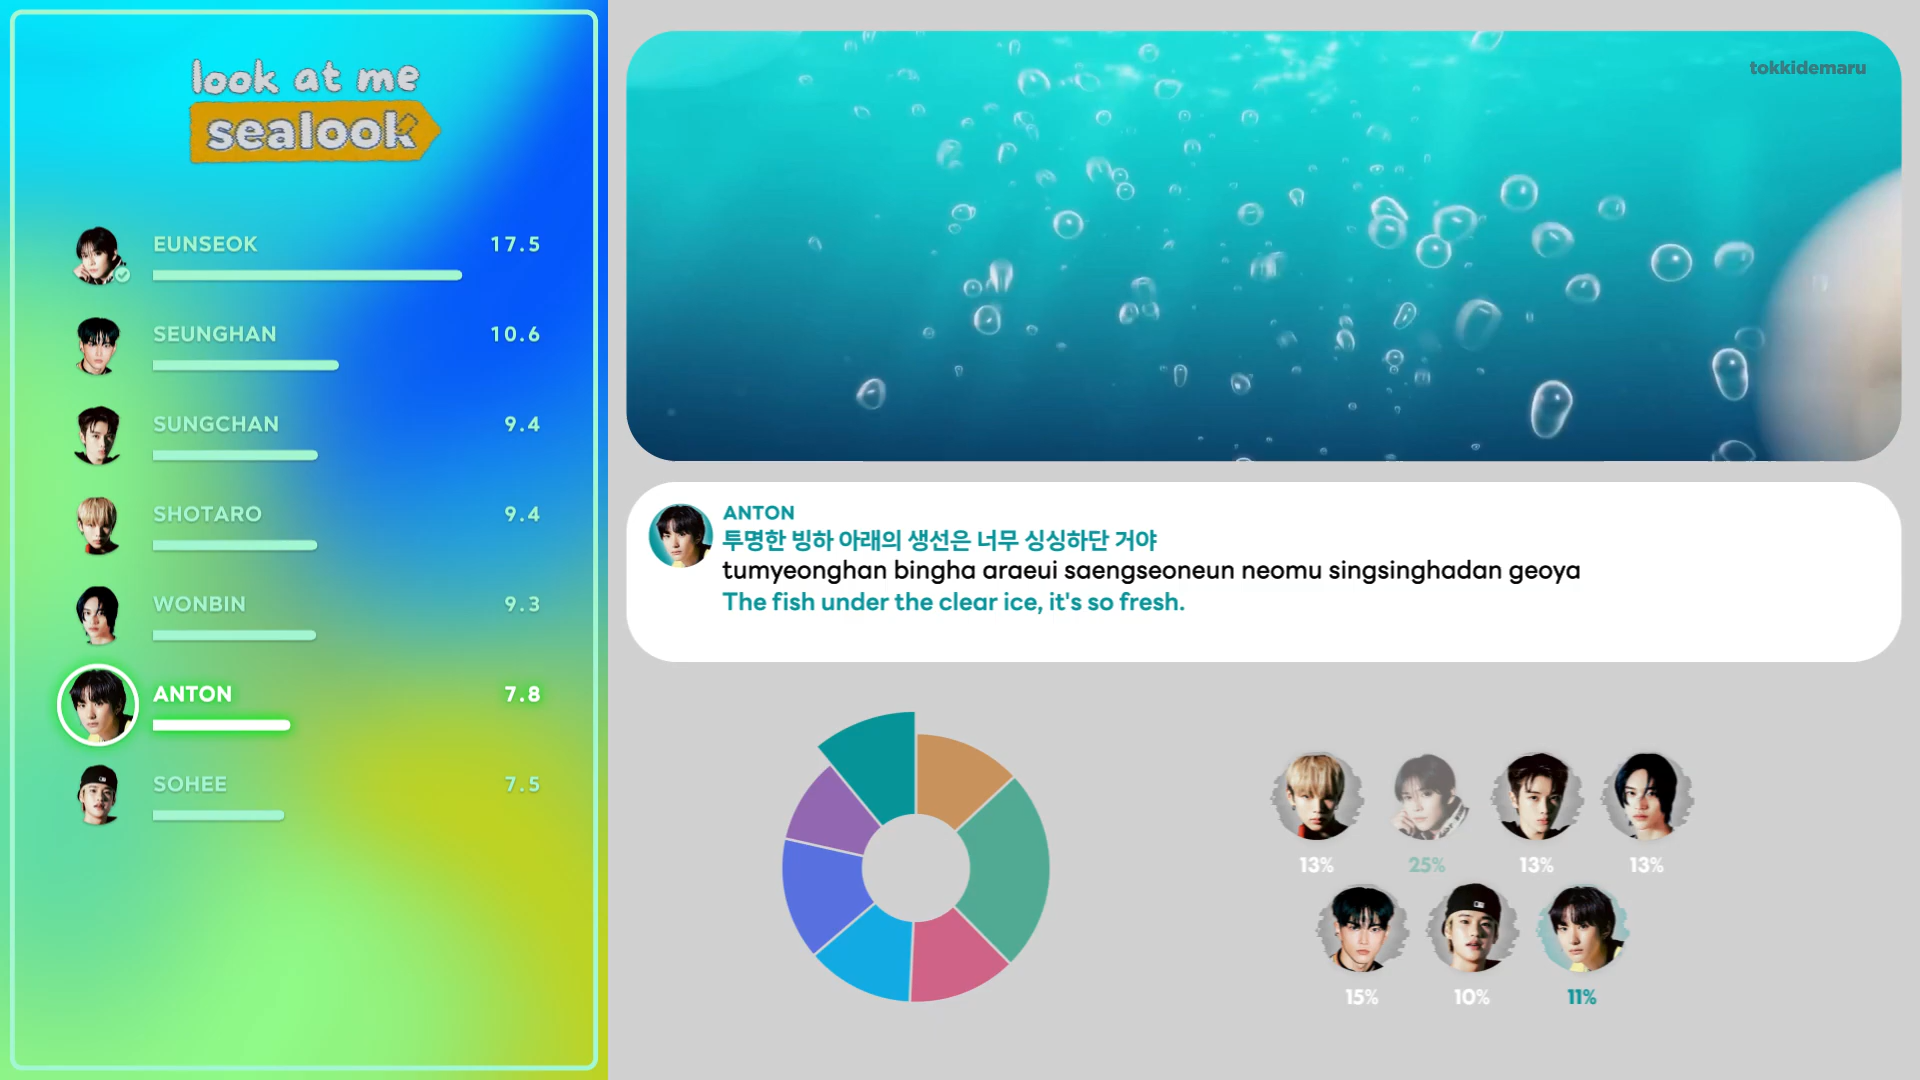 look at me
sealook
EUNSEOK 17.5
SEUNGHAN 10.6
SUNGCHAN 9.4
SHOTARO 9.4
WONBIN 9.3
ANTON 7.8
SOHEE 7.5
tokkidemaru
ANTON
투명한 빙하 아래의 생선은 너무 싱싱하단 거야
tumyeonghan bingha araeui saengseoneun neomu singsinghadan geoya
The fish under the clear ice, it's so fresh.
13% 25% 13% 13%
15% 10% 11%